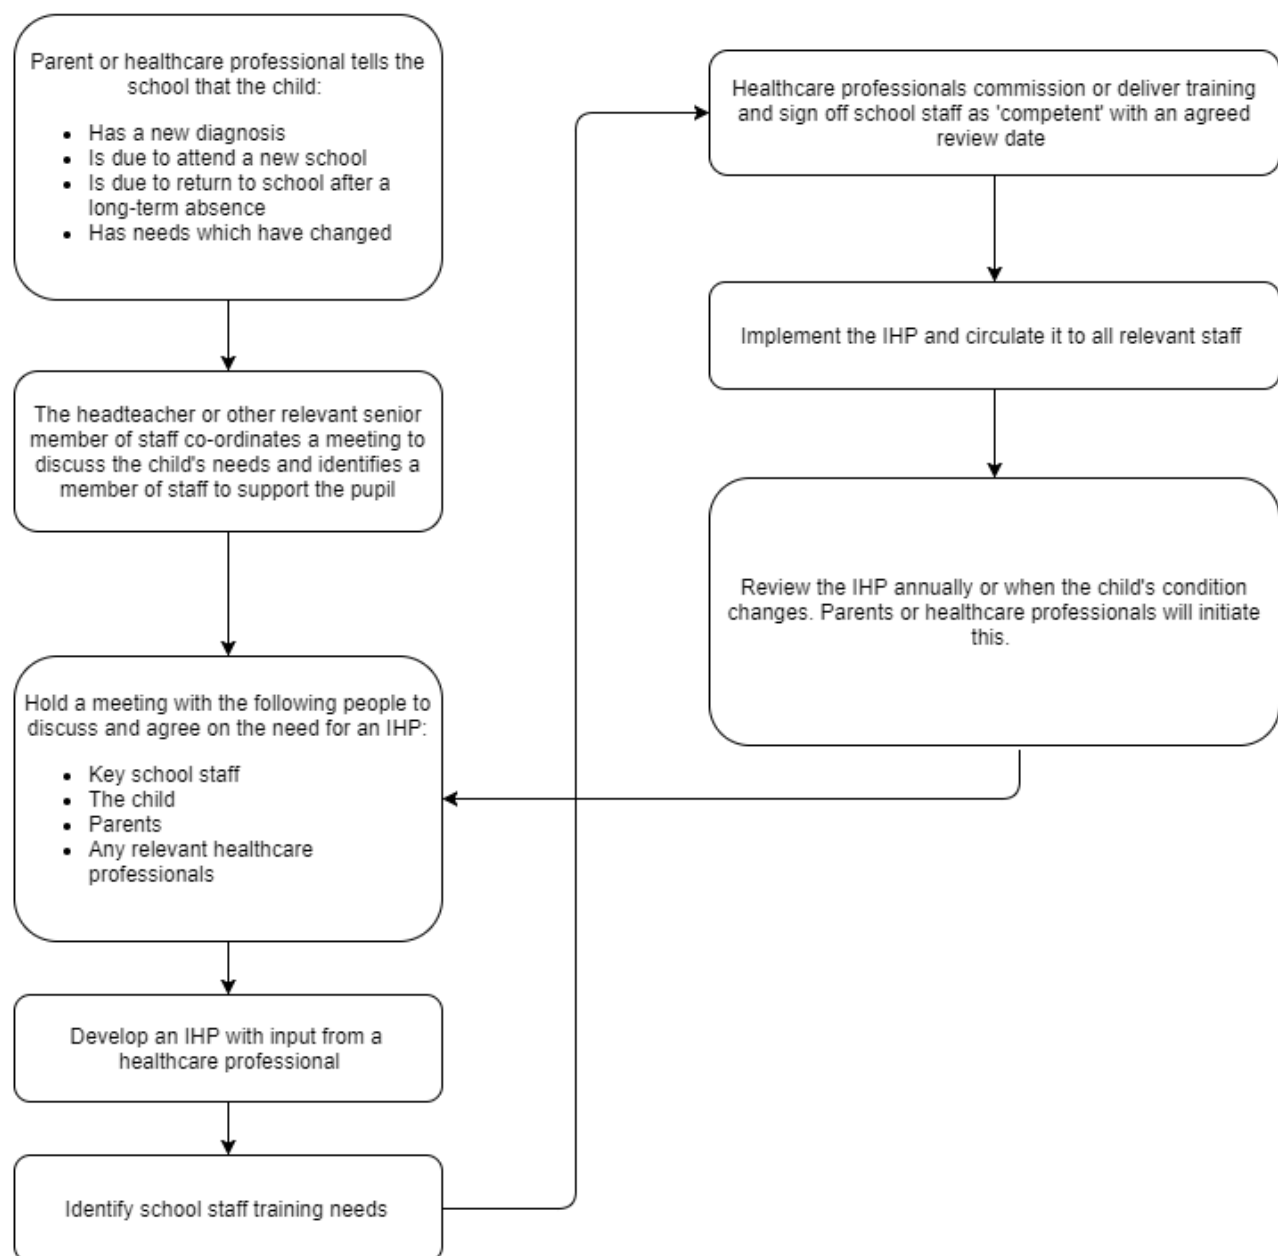 Parent or healthcare professional tells the
school that the child:
• Has a new diagnosis
• Is due to attend a new school
• Is due to return to school after a
long-term absence
• Has needs which have changed
The headteacher or other relevant senior
member of staff co-ordinates a meeting to
discuss the child's needs and identifies a
member of staff to support the pupil
Hold a meeting with the following people to
discuss and agree on the need for an IHP:
• Key school staff
• The child
• Parents
• Any relevant healthcare
professionals
Develop an IHP with input from a
healthcare professional
Identify school staff training needs
Healthcare professionals commission or deliver training
and sign off school staff as 'competent' with an agreed
review date
Implement the IHP and circulate it to all relevant staff
Review the IHP annually or when the child's condition
changes. Parents or healthcare professionals will initiate
this.